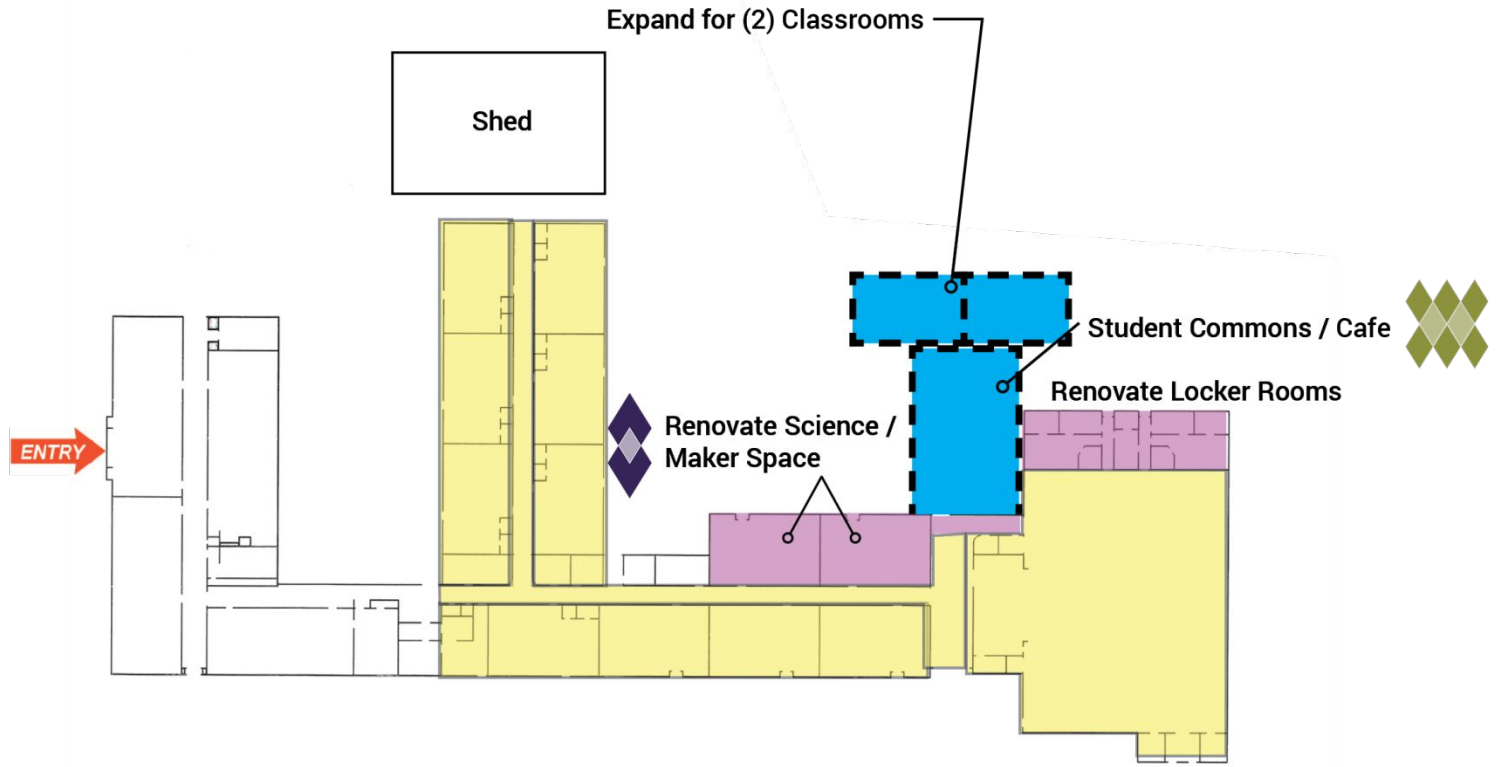 Expand for (2) Classrooms
Shed
Student Commons / Cafe
Renovate Locker Rooms
Renovate Science /
Maker Space
ENTRY